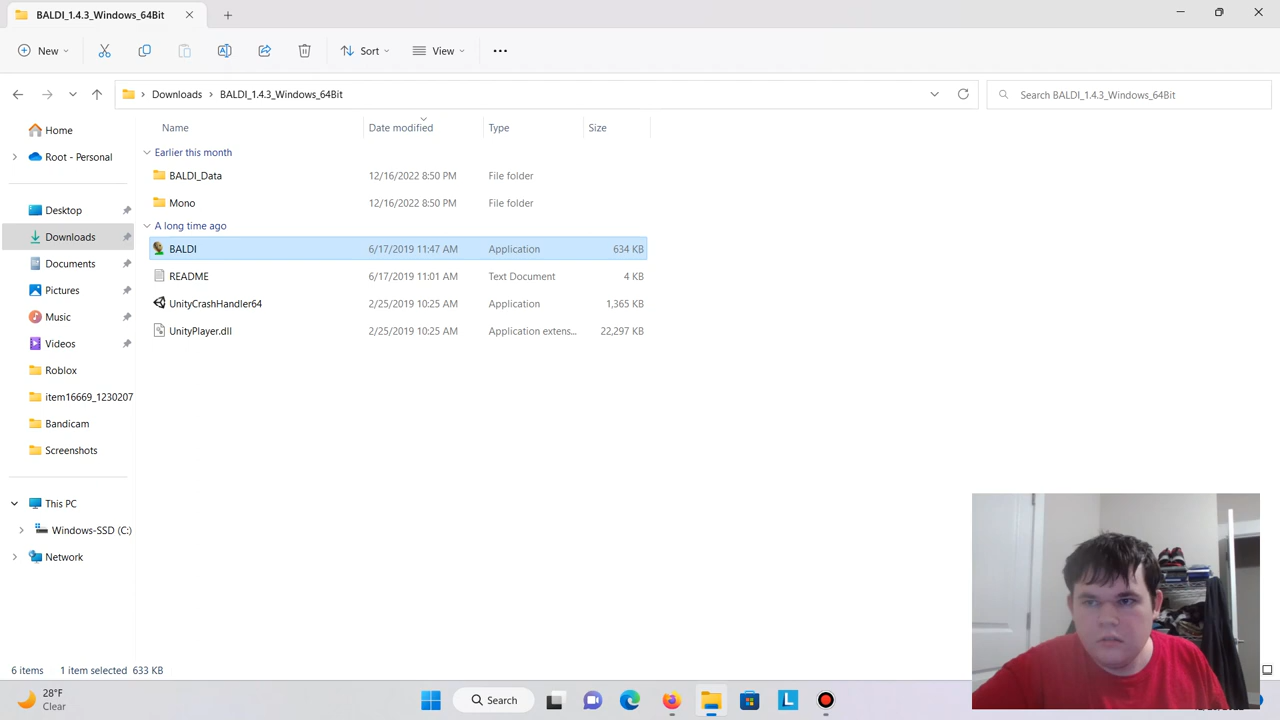 BALDI_1.4.3_Windows_64Bit
New
Sort
View
Downloads
BALDI_1.4.3_Windows_64Bit
Search BALDI_1.4.3_Windows_64Bit
Home
Root - Personal
Desktop
Downloads
Documents
Pictures
Music
Videos
Roblox
item16669_1230207
Bandicam
Screenshots
This PC
Windows-SSD (C:)
Network
Name Date modified Type Size
Earlier this month
BALDI_Data 12/16/2022 8:50 PM File folder
Mono 12/16/2022 8:50 PM File folder
A long time ago
BALDI 6/17/2019 11:47 AM Application 634 KB
README 6/17/2019 11:01 AM Text Document 4 KB
UnityCrashHandler64 2/25/2019 10:25 AM Application 1,365 KB
UnityPlayer.dll 2/25/2019 10:25 AM Application extens... 22,297 KB
6 items 1 item selected 633 KB
28°F
Clear
Search